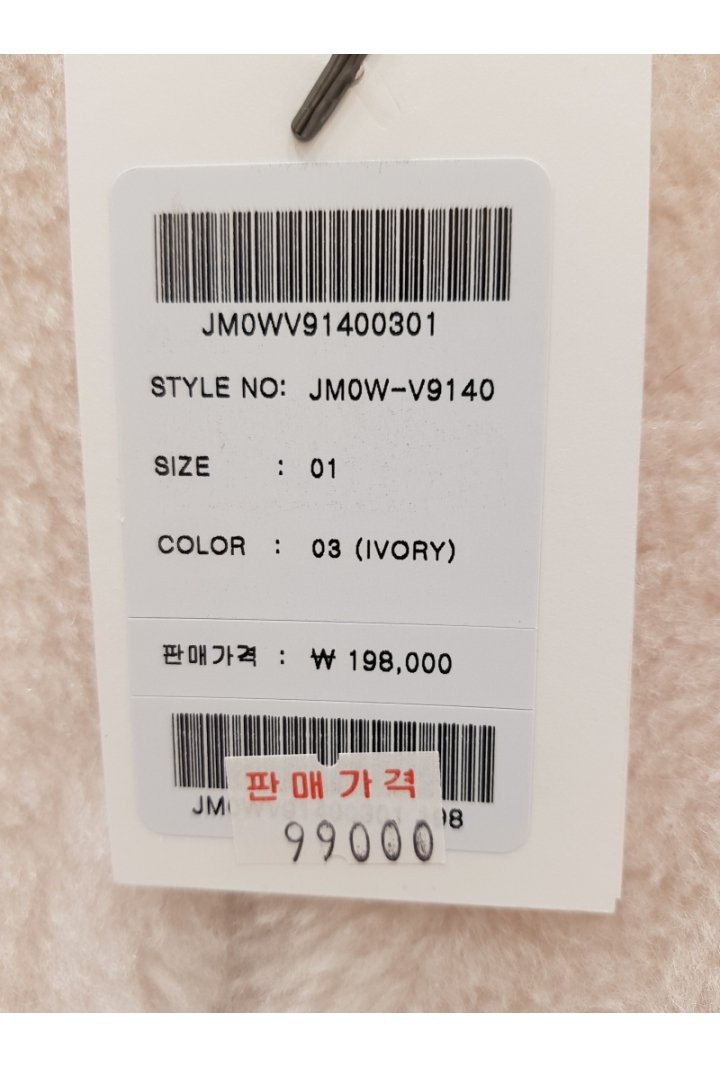 JM0WV91400301
STYLE NO: JM0W-V9140
SIZE : 01
COLOR : 03 (IVORY)
판매가격 : ₩ 198,000
판매가격
99000